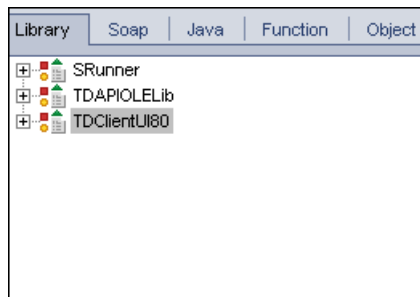 Library Soap Java Function Object
SRunner
TDAPIOLELib
TDClientUI80